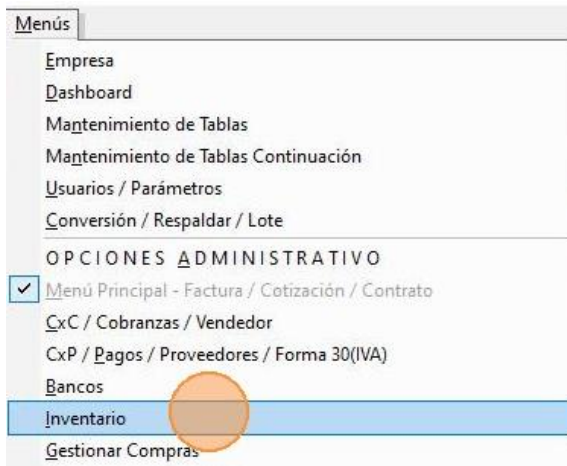 Menús
Empresa
Dashboard
Mantenimiento de Tablas
Mantenimiento de Tablas Continuación
Usuarios / Parámetros
Conversión / Respaldar / Lote
OPCIONES ADMINISTRATIVO
Menú Principal - Factura / Cotización / Contrato
CxC / Cobranzas / Vendedor
CxP / Pagos / Proveedores / Forma 30(IVA)
Bancos
Inventario
Gestionar Compras